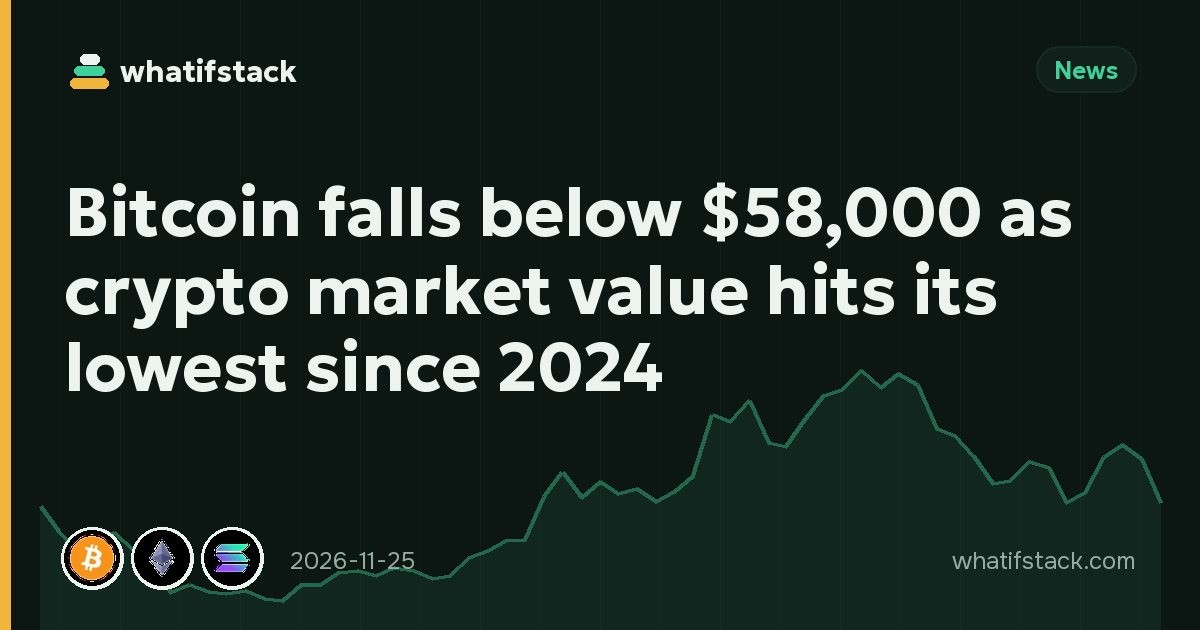 whatifstack
News
Bitcoin falls below $58,000 as
crypto market value hits its
lowest since 2024
2026-11-25
whatifstack.com